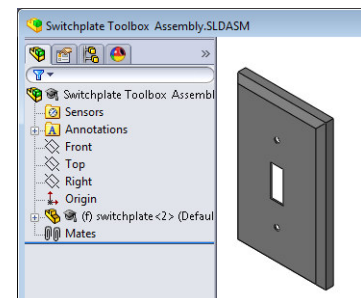 Switchplate Toolbox Assembly.SLDASM
»
Switchplate Toolbox Assembl
Sensors
A Annotations
Front
Top
Right
Origin
(f) switchplate<2> (Defaul
Mates